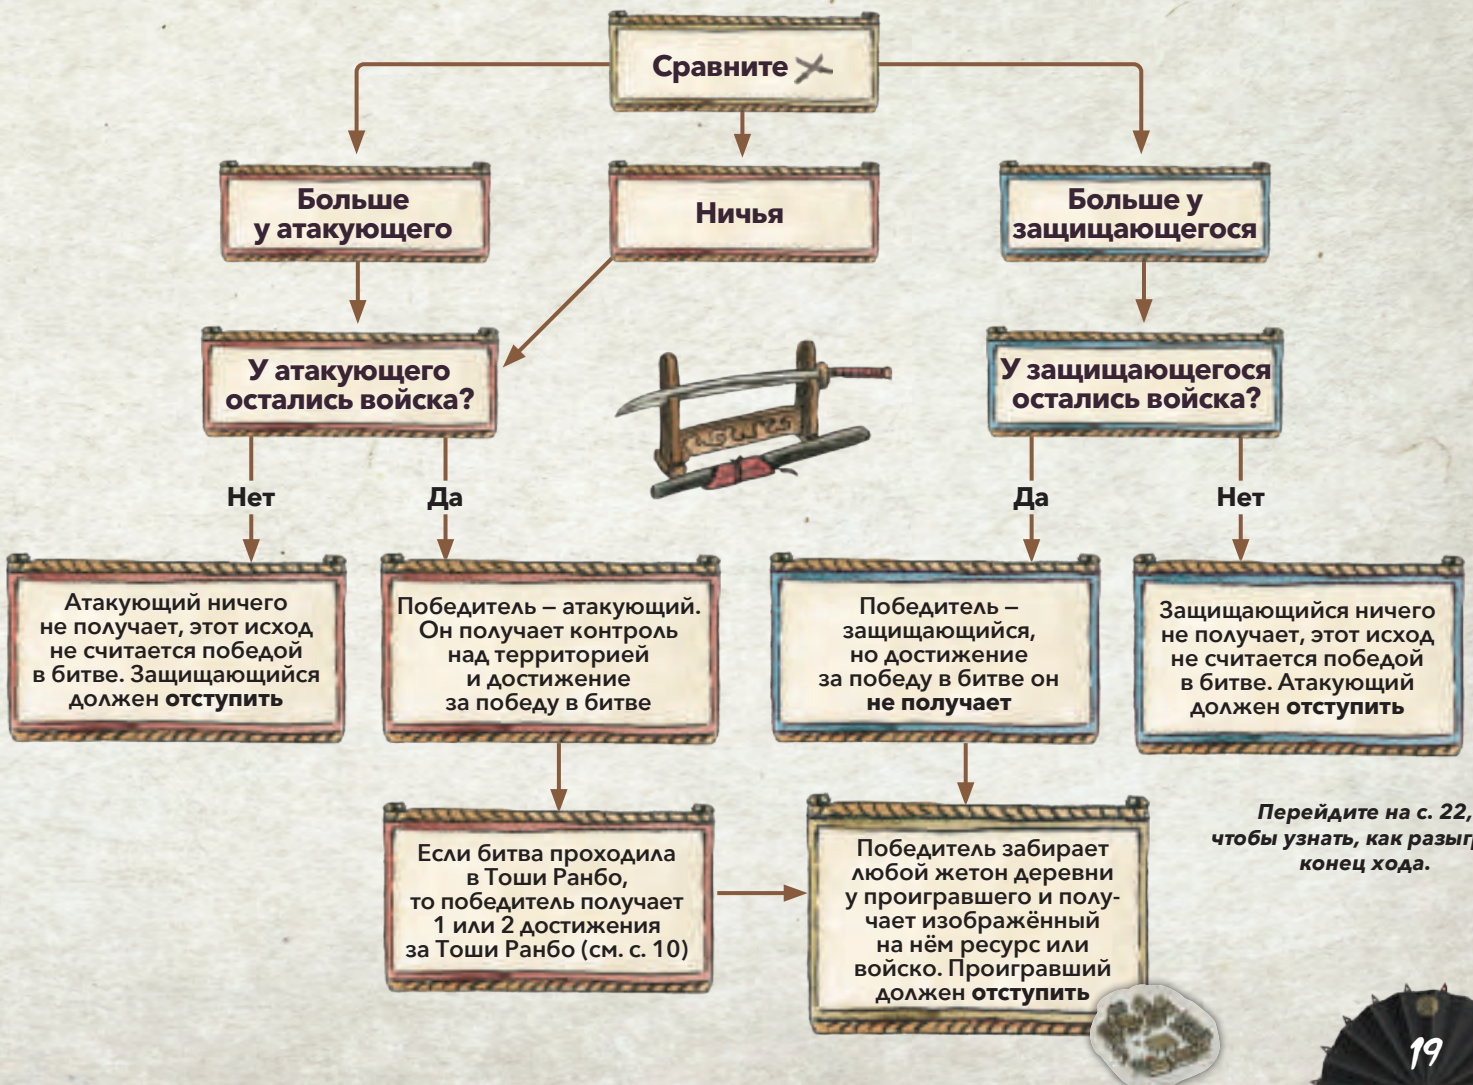 Сравните
Больше
у атакующего
Ничья
Больше у
защищающегося
У атакующего
остались войска?
У защищающегося
остались войска?
Нет
Да
Да
Нет
Атакующий ничего
не получает, этот исход
не считается победой
в битве. Защищающийся
должен отступить
Победитель – атакующий.
Он получает контроль
над территорией
и достижение
за победу в битве
Победитель –
защищающийся,
но достижение
за победу в битве он
не получает
Защищающийся ничего
не получает, этот исход
не считается победой
в битве. Атакующий
должен отступить
Если битва проходила
в Тоши Ранбо,
то победитель получает
1 или 2 достижения
за Тоши Ранбо (см. с. 10)
Победитель забирает
любой жетон деревни
у проигравшего и полу-
чает изображённый
на нём ресурс или
войско. Проигравший
должен отступить
Перейдите на с. 22,
чтобы узнать, как разыгр
конец хода.
19